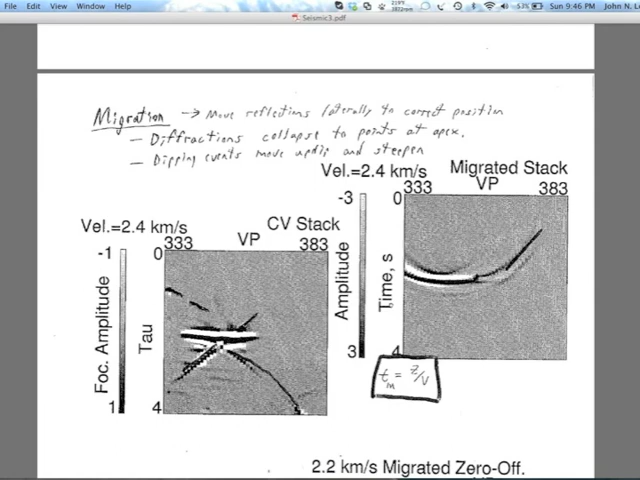 File Edit View Window Help
53% Sun 9:46 PM John N. L
Seismic3.pdf
Migration → Move reflections laterally to correct position
– Diffractions collapse to points at apex.
– Dipping events move updip and steepen
Vel.=2.4 km/s Migrated Stack
333 VP 383
-3
0
Amplitude
Time, s
3
4
Vel.=2.4 km/s CV Stack
333 VP 383
-1
0
Foc. Amplitude
Tau
1
4
tm = z/v
2.2 km/s Migrated Zero-Off.